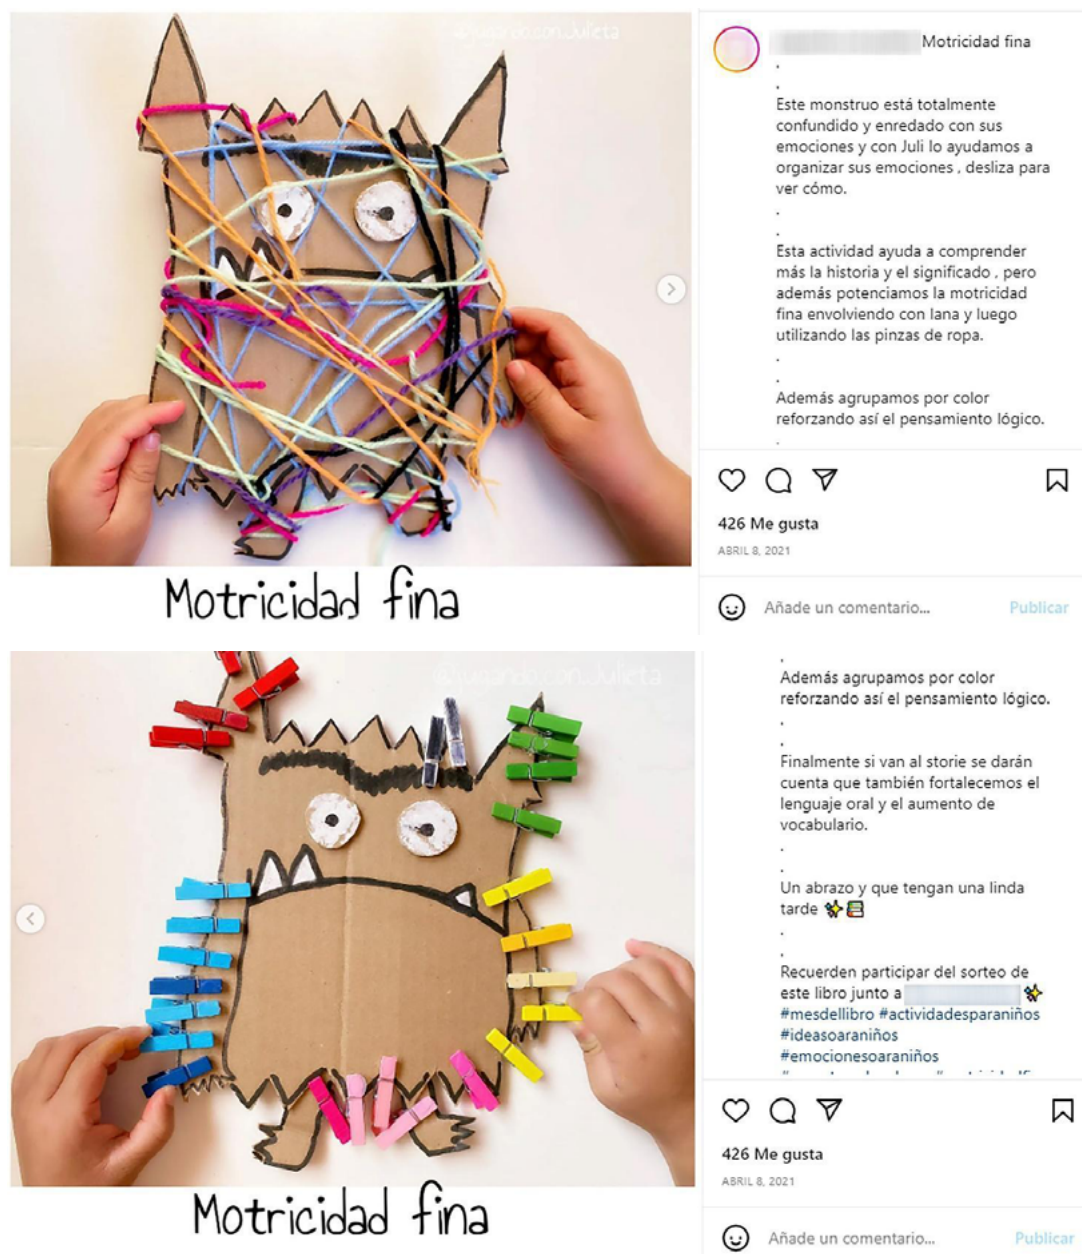 @jugando.con.Julieta
Motricidad fina
Motricidad fina
.
.
Este monstruo está totalmente
confundido y enredado con sus
emociones y con Juli lo ayudamos a
organizar sus emociones , desliza para
ver cómo.
.
.
Esta actividad ayuda a comprender
más la historia y el significado , pero
además potenciamos la motricidad
fina envolviendo con lana y luego
utilizando las pinzas de ropa.
.
.
Además agrupamos por color
reforzando así el pensamiento lógico.
.
426 Me gusta
ABRIL 8, 2021
Añade un comentario... Publicar
@jugando.con.Julieta
Motricidad fina
.
Además agrupamos por color
reforzando así el pensamiento lógico.
.
.
Finalmente si van al storie se darán
cuenta que también fortalecemos el
lenguaje oral y el aumento de
vocabulario.
.
.
Un abrazo y que tengan una linda
tarde ✨📚
.
.
Recuerden participar del sorteo de
este libro junto a ✨
#mesdellibro #actividadesparaniños
#ideasoaraniños
#emocionesoaraniños
426 Me gusta
ABRIL 8, 2021
Añade un comentario... Publicar